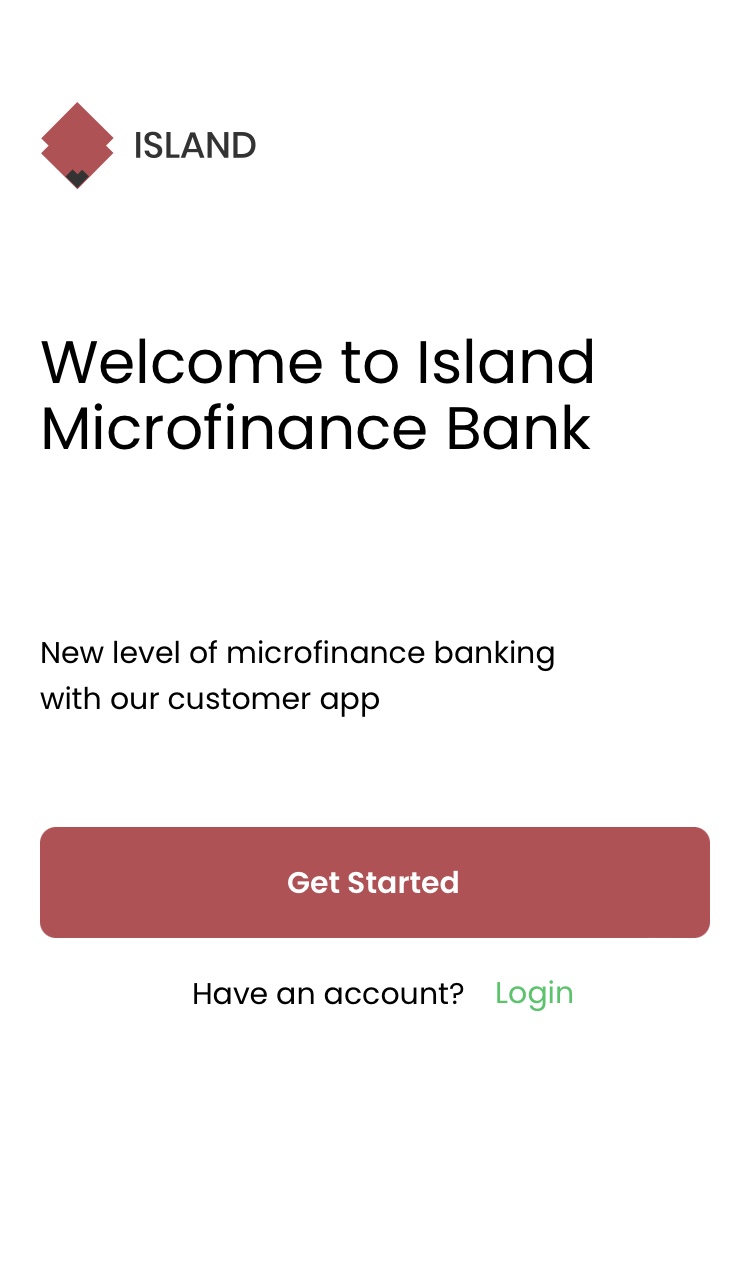 ISLAND
Welcome to Island
Microfinance Bank
New level of microfinance banking
with our customer app
Get Started
Have an account? Login